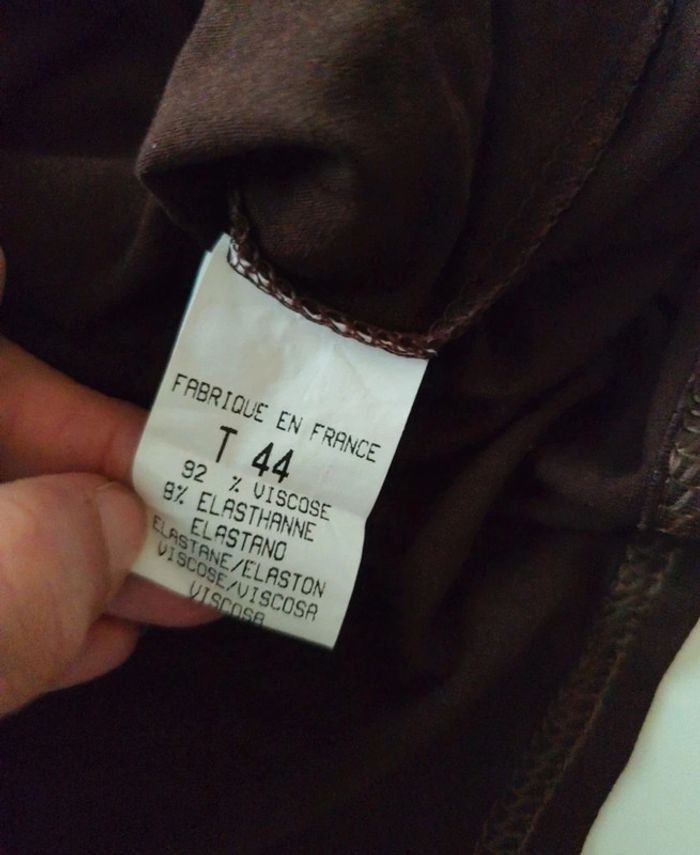 FABRIQUE EN FRANCE
T 44
92 % VISCOSE
8% ELASTHANNE
ELASTANO
ELASTANE/ELASTON
VISCOSE/VISCOSA
VISCOSA